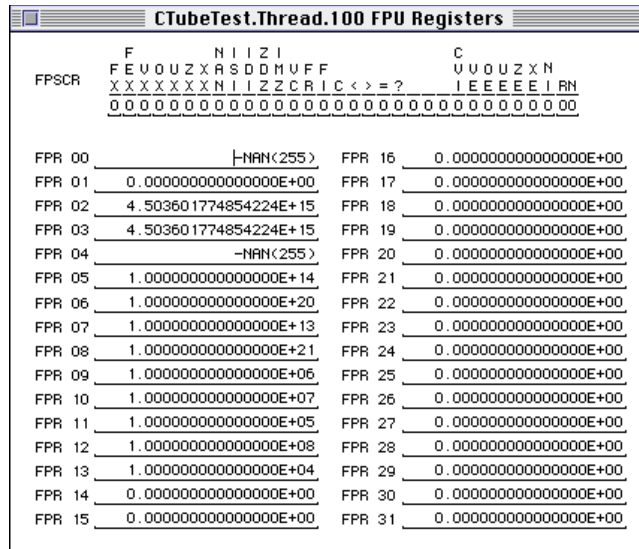 CTubeTest.Thread.100 FPU Registers
F N I I Z I C
F E V O U Z X A S D D M V F F V V O U Z X N
FPSCR
X X X X X X X N I I Z Z C R I C < > = ? I E E E E E I RN
0 0 0 0 0 0 0 0 0 0 0 0 0 0 0 0 0 0 0 0 0 0 0 0 0 0 0 0 0 0 00
FPR 00 -NAN(255) FPR 16 0.000000000000000E+00
FPR 01 0.000000000000000E+00 FPR 17 0.000000000000000E+00
FPR 02 4.503601774854224E+15 FPR 18 0.000000000000000E+00
FPR 03 4.503601774854224E+15 FPR 19 0.000000000000000E+00
FPR 04 -NAN(255) FPR 20 0.000000000000000E+00
FPR 05 1.000000000000000E+14 FPR 21 0.000000000000000E+00
FPR 06 1.000000000000000E+20 FPR 22 0.000000000000000E+00
FPR 07 1.000000000000000E+13 FPR 23 0.000000000000000E+00
FPR 08 1.000000000000000E+21 FPR 24 0.000000000000000E+00
FPR 09 1.000000000000000E+06 FPR 25 0.000000000000000E+00
FPR 10 1.000000000000000E+07 FPR 26 0.000000000000000E+00
FPR 11 1.000000000000000E+05 FPR 27 0.000000000000000E+00
FPR 12 1.000000000000000E+08 FPR 28 0.000000000000000E+00
FPR 13 1.000000000000000E+04 FPR 29 0.000000000000000E+00
FPR 14 0.000000000000000E+00 FPR 30 0.000000000000000E+00
FPR 15 0.000000000000000E+00 FPR 31 0.000000000000000E+00